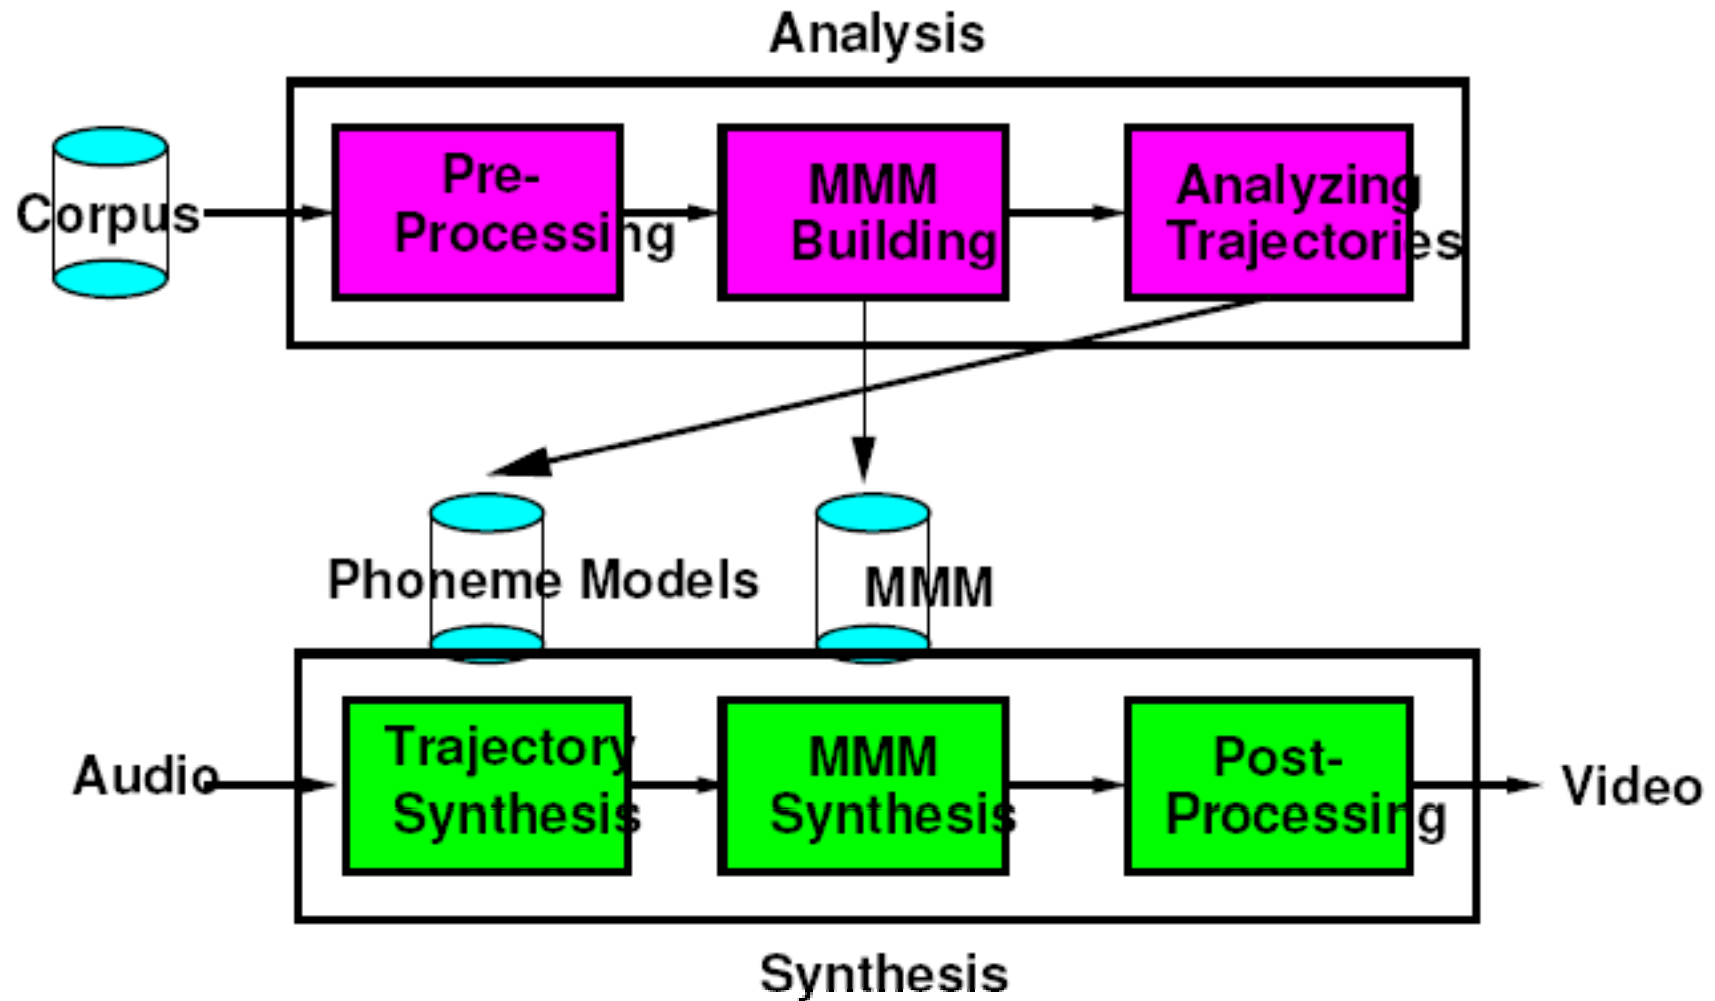 Analysis
Corpus
Pre-
Processing
MMM
Building
Analyzing
Trajectories
Phoneme Models
MMM
Audio
Trajectory
Synthesis
MMM
Synthesis
Post-
Processing
Video
Synthesis